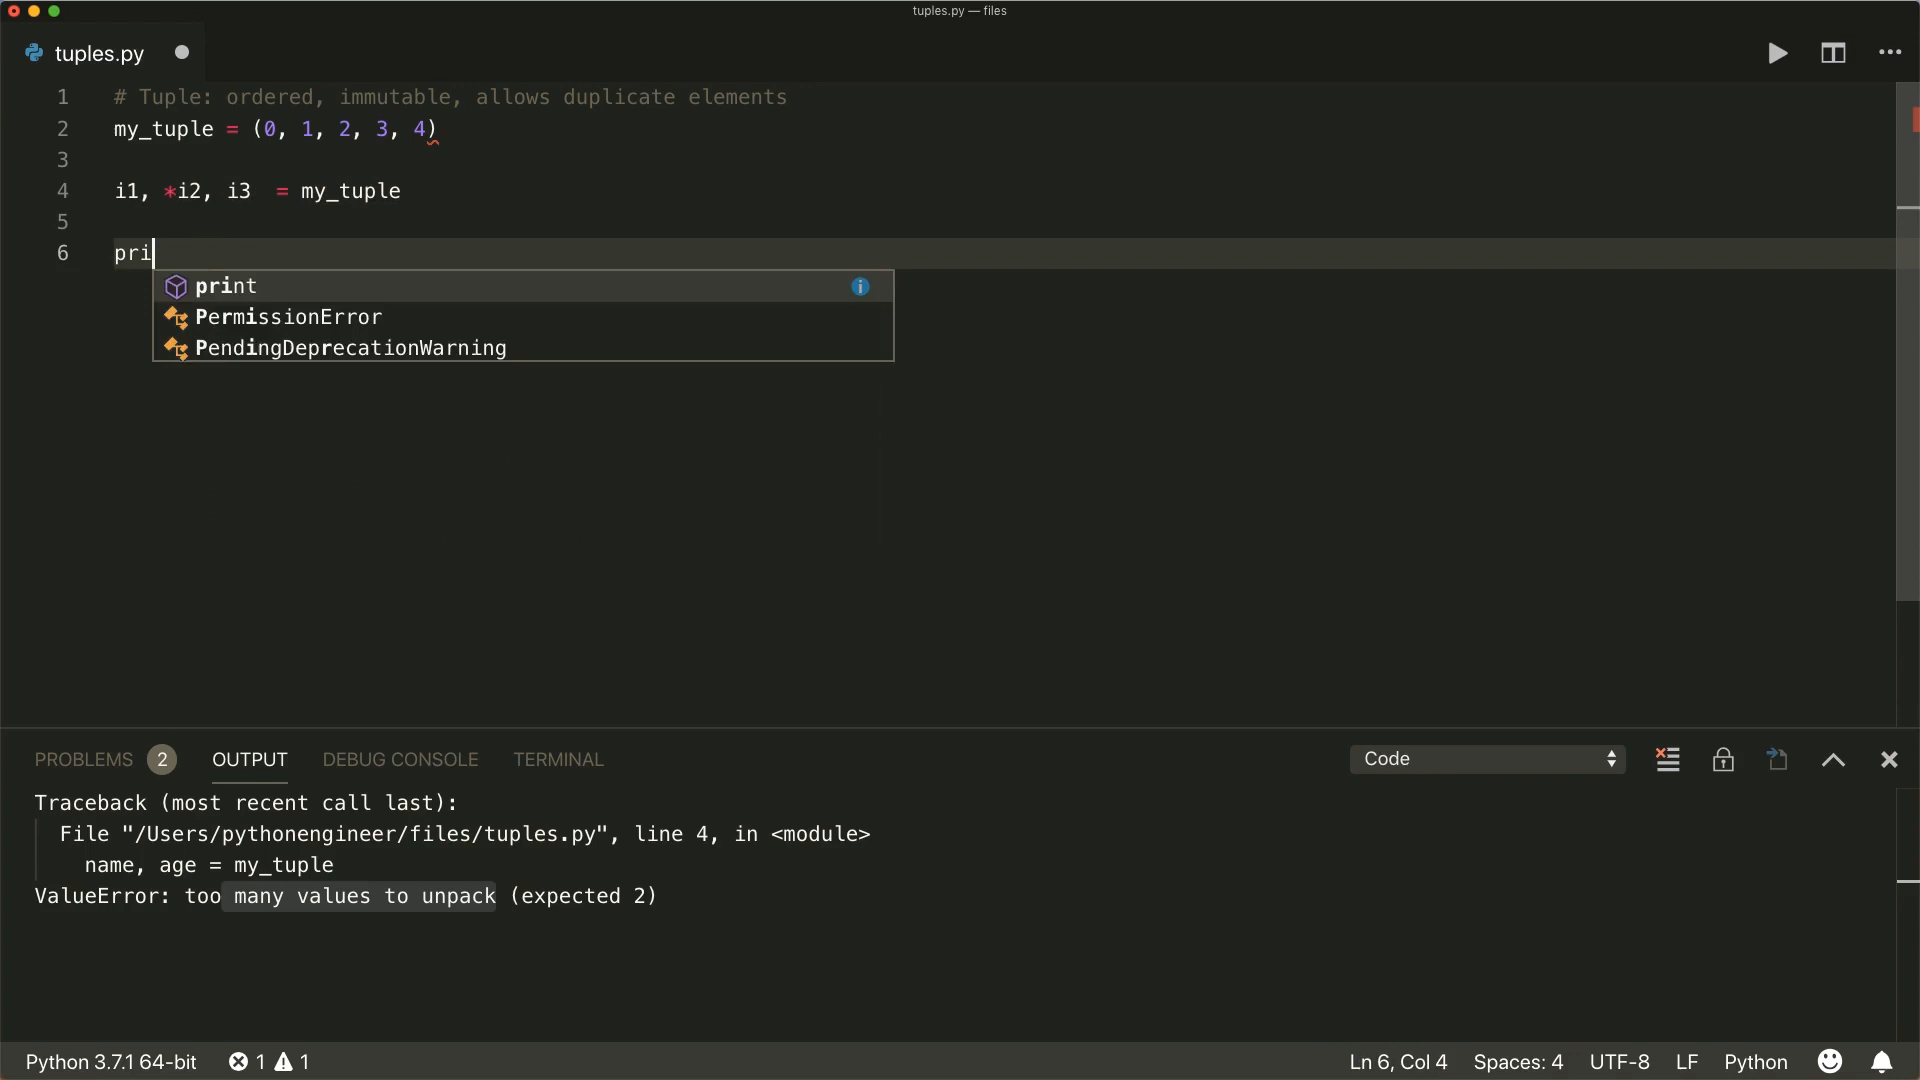 tuples.py — files
tuples.py
1 # Tuple: ordered, immutable, allows duplicate elements
2 my_tuple = (0, 1, 2, 3, 4)
3
4 i1, *i2, i3  = my_tuple
5
6 pri
print
PermissionError
PendingDeprecationWarning
PROBLEMS 2 OUTPUT DEBUG CONSOLE TERMINAL Code
Traceback (most recent call last):
File "/Users/pythonengineer/files/tuples.py", line 4, in <module>
name, age = my_tuple
ValueError: too many values to unpack (expected 2)
Python 3.7.1 64-bit 1 1 Ln 6, Col 4 Spaces: 4 UTF-8 LF Python